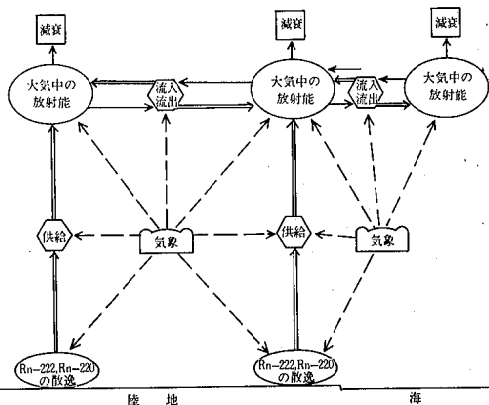 減衰
減衰
減衰
大気中の
放射能
流入
流出
大気中の
放射能
流入
流出
大気中の
放射能
供給
気象
供給
気象
Rn-222,Rn-220
の散逸
Rn-222,Rn-220
の散逸
陸地
海